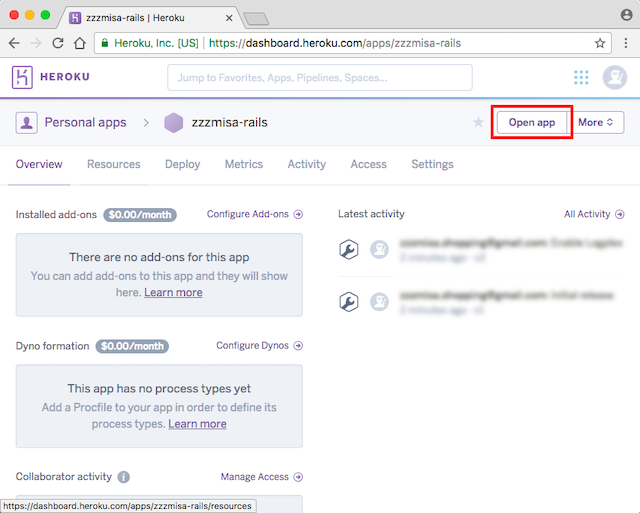 zzzmisa-rails | Heroku
Heroku, Inc. [US] | https://dashboard.heroku.com/apps/zzzmisa-rails
HEROKU
Jump to Favorites, Apps, Pipelines, Spaces...
Personal apps > zzzmisa-rails
Open app
More
Overview Resources Deploy Metrics Activity Access Settings
Installed add-ons $0.00/month Configure Add-ons
There are no add-ons for this app
You can add add-ons to this app and they will show
here. Learn more
Dyno formation $0.00/month Configure Dynos
This app has no process types yet
Add a Procfile to your app in order to define its
process types. Learn more
Collaborator activity Manage Access
Latest activity All Activity
https://dashboard.heroku.com/apps/zzzmisa-rails/resources